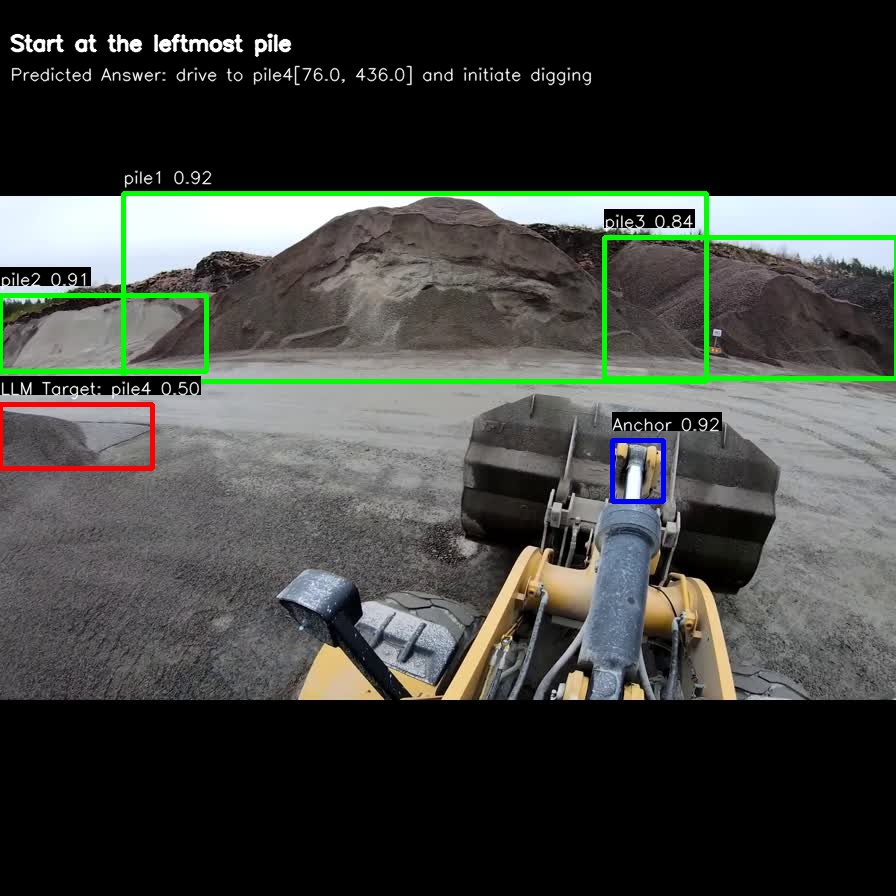 Start at the leftmost pile
Predicted Answer: drive to pile4[76.0, 436.0] and initiate digging
pile1 0.92
pile3 0.84
pile2 0.91
LLM Target: pile4 0.50
Anchor 0.92